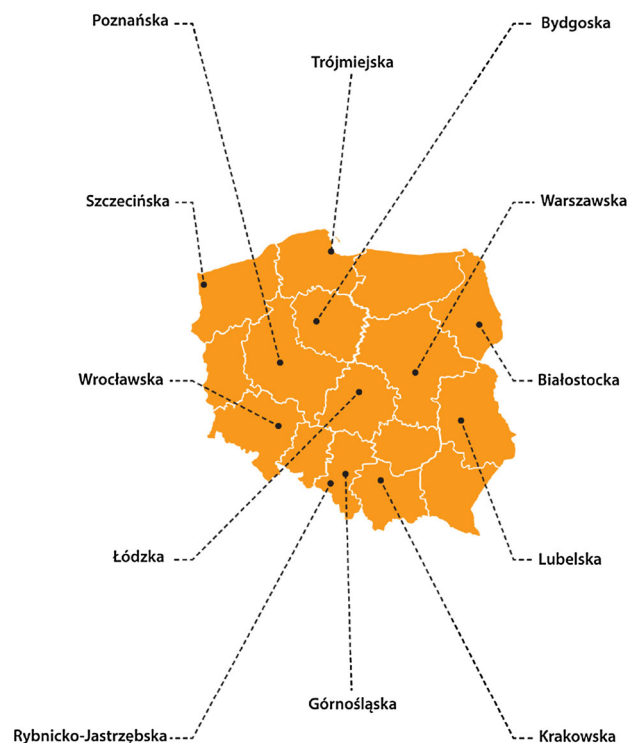 Poznańska
Bydgoska
Trójmiejska
Szczecińska
Warszawska
Wrocławska
Białostocka
Łódzka
Lubelska
Górnośląska
Rybnicko-Jastrzębska
Krakowska